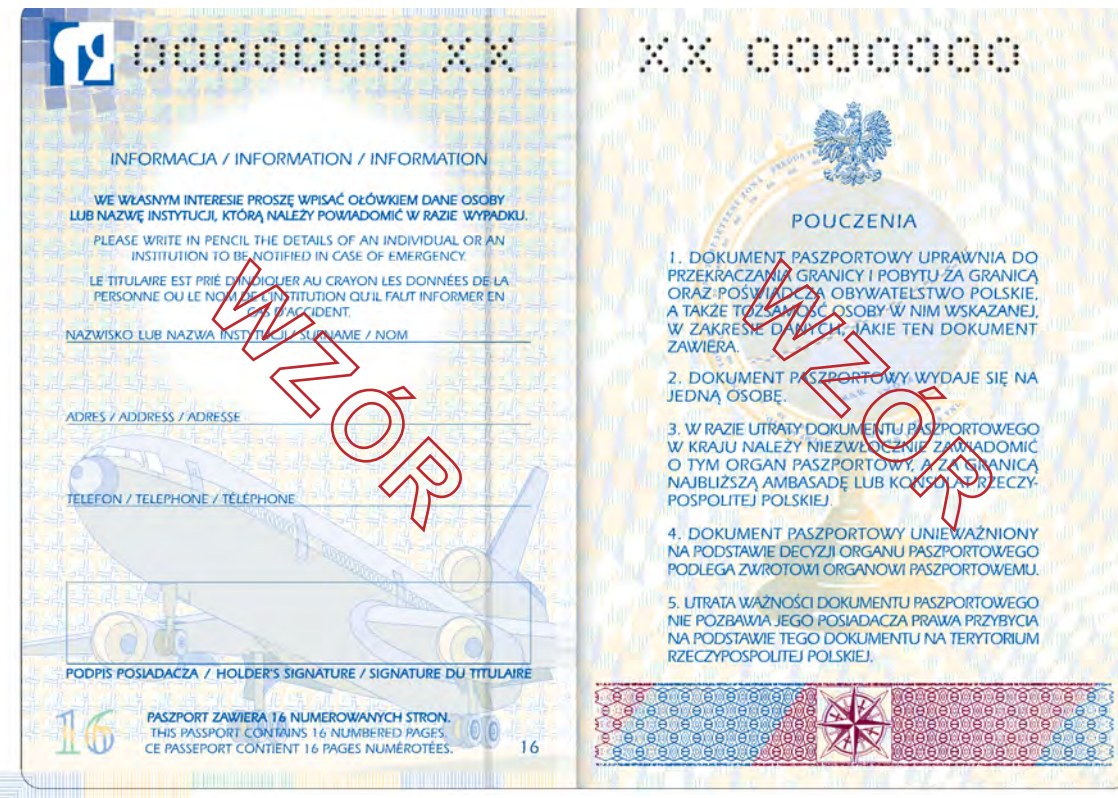 0000000 XX
INFORMACJA / INFORMATION / INFORMATION
WE WŁASNYM INTERESIE PROSZĘ WPISAĆ OŁÓWKIEM DANE OSOBY
LUB NAZWĘ INSTYTUCJI, KTÓRĄ NALEŻY POWIADOMIĆ W RAZIE WYPADKU.
PLEASE WRITE IN PENCIL THE DETAILS OF AN INDIVIDUAL OR AN
INSTITUTION TO BE NOTIFIED IN CASE OF EMERGENCY.
LE TITULAIRE EST PRIÉ D'INDIQUER AU CRAYON LES DONNÉES DE LA
PERSONNE OU LE NOM DE L'INSTITUTION QU'IL FAUT INFORMER EN
CAS D'ACCIDENT.
NAZWISKO LUB NAZWA INSTYTUCJI / SURNAME / NOM
ADRES / ADDRESS / ADRESSE
TELEFON / TELEPHONE / TÉLÉPHONE
WZÓR
PODPIS POSIADACZA / HOLDER'S SIGNATURE / SIGNATURE DU TITULAIRE
16
PASZPORT ZAWIERA 16 NUMEROWANYCH STRON.
THIS PASSPORT CONTAINS 16 NUMBERED PAGES.
CE PASSEPORT CONTIENT 16 PAGES NUMÉROTÉES.
16
XX 0000000
POUCZENIA
1. DOKUMENT PASZPORTOWY UPRAWNIA DO
PRZEKRACZANIA GRANICY I POBYTU ZA GRANICĄ
ORAZ POŚWIADCZA OBYWATELSTWO POLSKIE,
A TAKŻE TOŻSAMOŚĆ OSOBY W NIM WSKAZANEJ,
W ZAKRESIE DANYCH, JAKIE TEN DOKUMENT
ZAWIERA.
2. DOKUMENT PASZPORTOWY WYDAJE SIĘ NA
JEDNĄ OSOBĘ.
3. W RAZIE UTRATY DOKUMENTU PASZPORTOWEGO
W KRAJU NALEŻY NIEZWŁOCZNIE ZAWIADOMIĆ
O TYM ORGAN PASZPORTOWY, A ZA GRANICĄ
NAJBLIŻSZĄ AMBASADĘ LUB KONSULAT RZECZY-
POSPOLITEJ POLSKIEJ.
4. DOKUMENT PASZPORTOWY UNIEWAŻNIONY
NA PODSTAWIE DECYZJI ORGANU PASZPORTOWEGO
PODLEGA ZWROTOWI ORGANOWI PASZPORTOWEMU.
5. UTRATA WAŻNOŚCI DOKUMENTU PASZPORTOWEGO
NIE POZBAWIA JEGO POSIADACZA PRAWA PRZYBYCIA
NA PODSTAWIE TEGO DOKUMENTU NA TERYTORIUM
RZECZYPOSPOLITEJ POLSKIEJ.
WZÓR